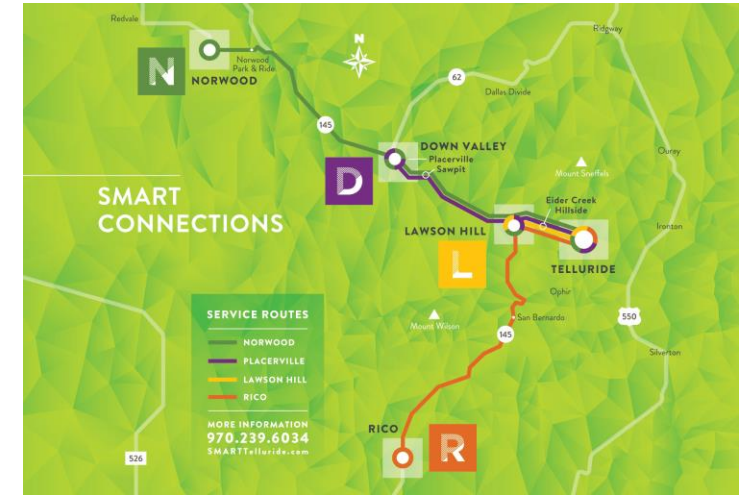 Redvale
N
NORWOOD
Norwood
Park & Ride
N
62
Ridgway
Dallas Divide
145
D
DOWN VALLEY
Placerville
Sawpit
Ouray
Mount Sneffels
SMART
CONNECTIONS
Eider Creek
Hillside
LAWSON HILL
L
Ironton
TELLURIDE
Ophir
San Bernardo
Mount Wilson
145
550
Silverton
SERVICE ROUTES
NORWOOD
PLACERVILLE
LAWSON HILL
RICO
MORE INFORMATION
970.239.6034
SMARTTelluride.com
RICO
R
526